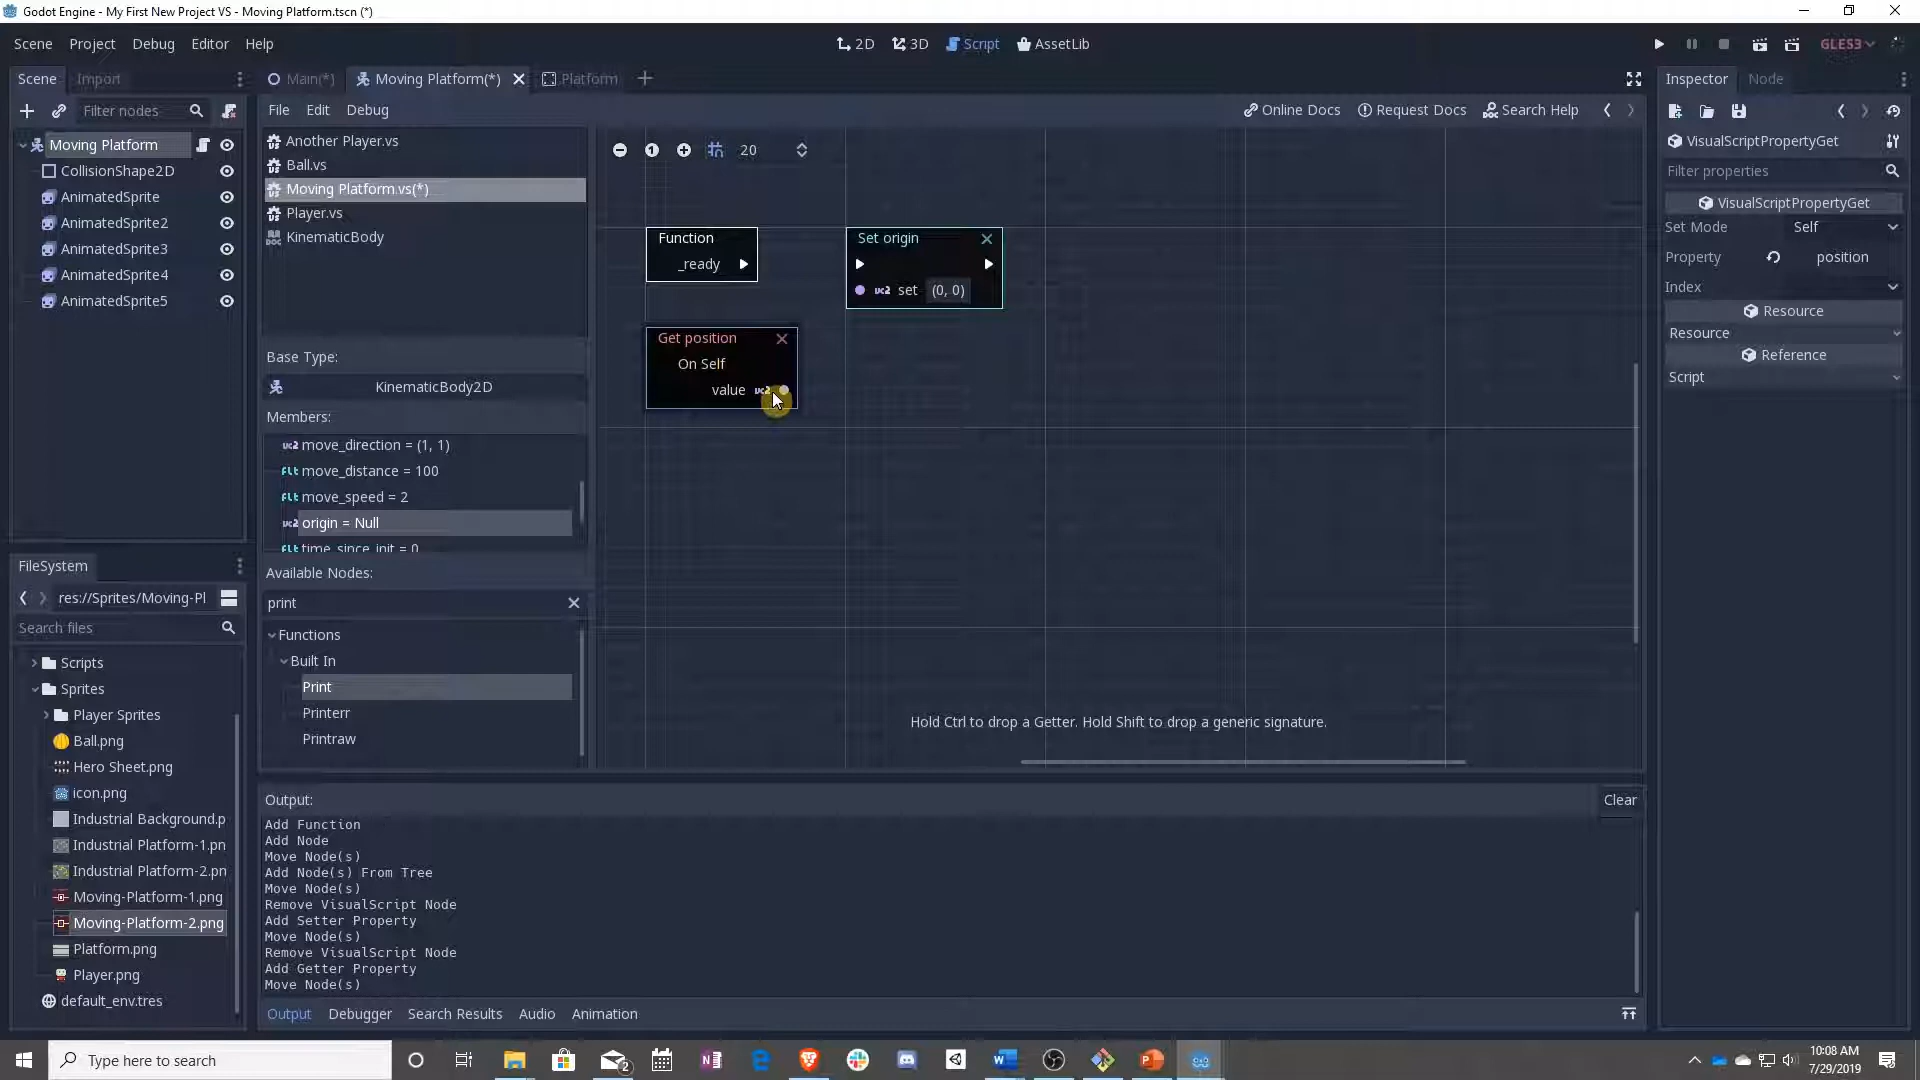 Godot Engine - My First New Project VS - Moving Platform.tscn (*)
Scene Project Debug Editor Help
2D 3D Script AssetLib
GLES3
Scene Import
Main(*) Moving Platform(*) Platform
Inspector Node
Filter nodes
File Edit Debug
Online Docs Request Docs Search Help
Moving Platform
CollisionShape2D
AnimatedSprite
AnimatedSprite2
AnimatedSprite3
AnimatedSprite4
AnimatedSprite5
Another Player.vs
Ball.vs
Moving Platform.vs(*)
Player.vs
KinematicBody
Base Type:
KinematicBody2D
Members:
move_direction = (1, 1)
move_distance = 100
move_speed = 2
origin = Null
time_since_init = 0
Available Nodes:
print
Functions
Built In
Print
Printerr
Printraw
20
Function
_ready
Set origin
set (0, 0)
Get position
On Self
value
Hold Ctrl to drop a Getter. Hold Shift to drop a generic signature.
VisualScriptPropertyGet
Filter properties
VisualScriptPropertyGet
Set Mode Self
Property position
Index
Resource
Resource
Reference
Script
FileSystem
res://Sprites/Moving-Pl
Search files
Scripts
Sprites
Player Sprites
Ball.png
Hero Sheet.png
icon.png
Industrial Background.p
Industrial Platform-1.pn
Industrial Platform-2.pn
Moving-Platform-1.png
Moving-Platform-2.png
Platform.png
Player.png
default_env.tres
Output:
Clear
Add Function
Add Node
Move Node(s)
Add Node(s) From Tree
Move Node(s)
Remove VisualScript Node
Add Setter Property
Move Node(s)
Remove VisualScript Node
Add Getter Property
Move Node(s)
Output Debugger Search Results Audio Animation
Type here to search
10:08 AM
7/29/2019